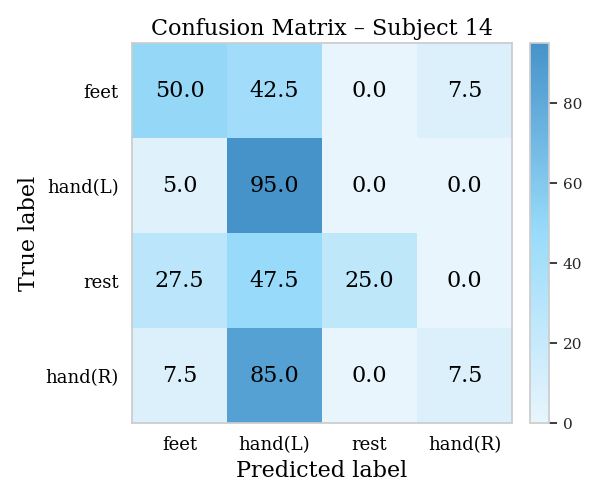 Confusion Matrix – Subject 14
True label
feet 50.0 42.5 0.0 7.5
hand(L) 5.0 95.0 0.0 0.0
rest 27.5 47.5 25.0 0.0
hand(R) 7.5 85.0 0.0 7.5
feet hand(L) rest hand(R)
Predicted label
80
60
40
20
0